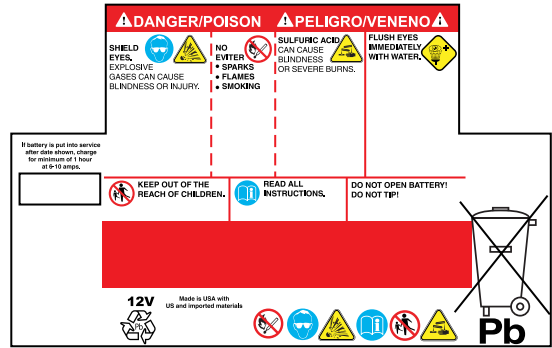 DANGER/POISON
PELIGRO/VENENO
SHIELD
EYES.
EXPLOSIVE
GASES CAN CAUSE
BLINDNESS OR INJURY.
NO
EVITER
• SPARKS
• FLAMES
• SMOKING
SULFURIC ACID
CAN CAUSE
BLINDNESS
OR SEVERE BURNS.
FLUSH EYES
IMMEDIATELY
WITH WATER.
If battery is put into service
after date shown, charge
for minimum of 1 hour
at 6-10 amps.
KEEP OUT OF THE
REACH OF CHILDREN.
READ ALL
INSTRUCTIONS.
DO NOT OPEN BATTERY!
DO NOT TIP!
12V
Pb
Made is USA with
US and imported materials
Pb